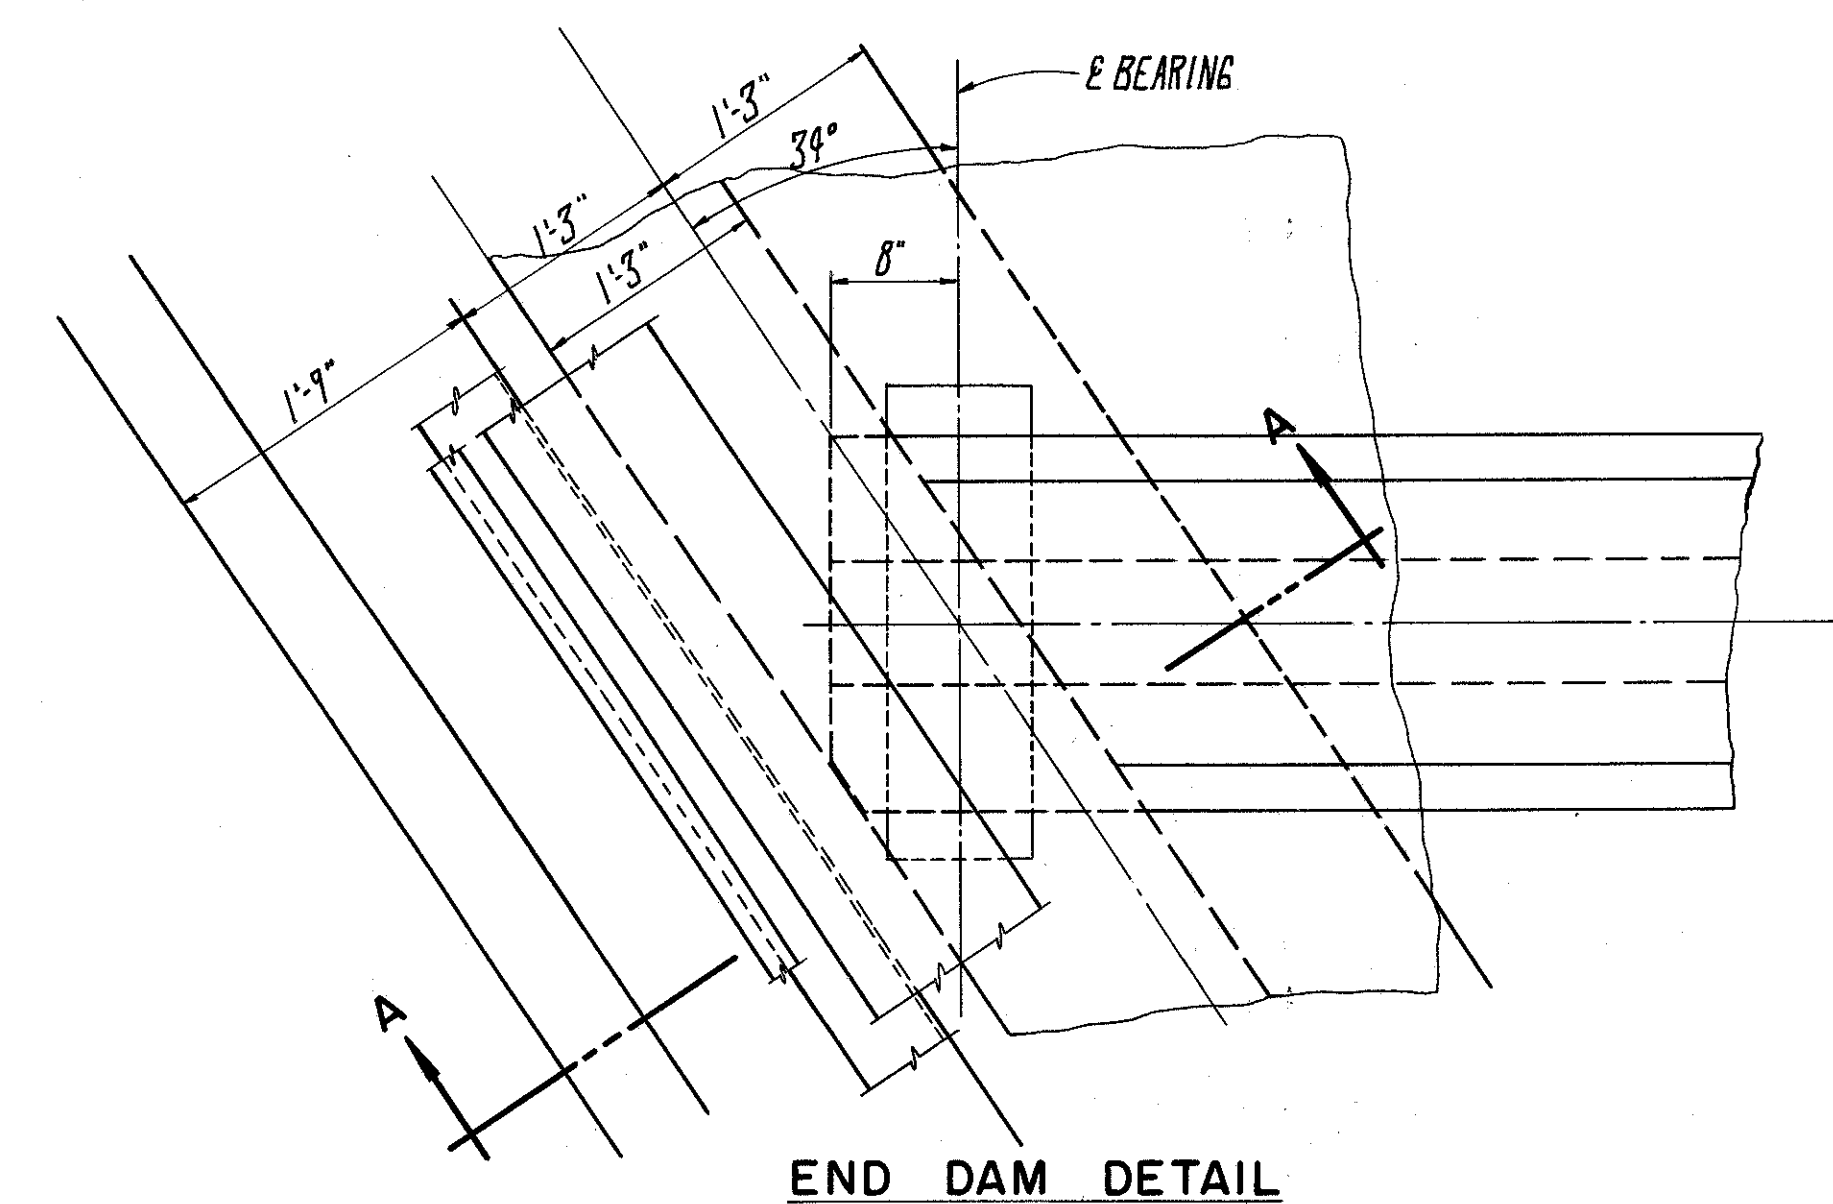 ℄ BEARING
1'-3"
34°
1'-3"
8"
1'-3"
1'-9"
A
A
END DAM DETAIL